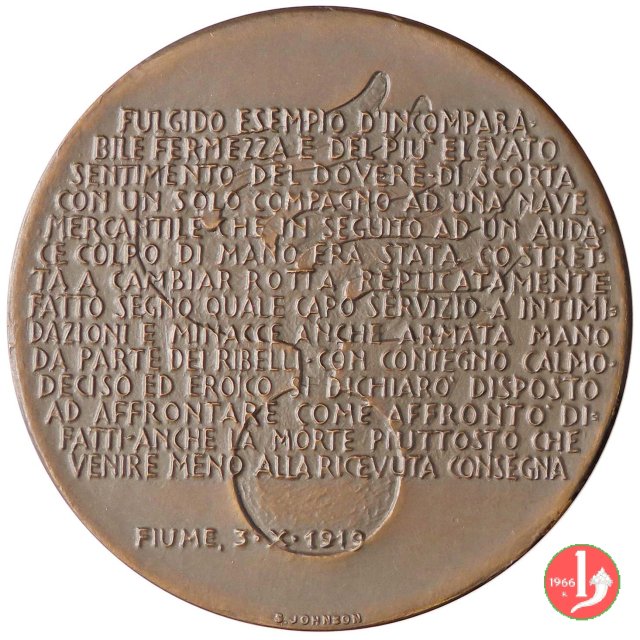 FULGIDO ESEMPIO D'INCOMPARA-
BILE FERMEZZA E DEL PIU' ELEVATO
SENTIMENTO DEL DOVERE-DI SCORTA
CON UN SOLO COMPAGNO AD UNA NAVE
MERCANTILE CHE IN SEGUITO AD UN AUDA-
CE COLPO DI MANO ERA STATA COSTRET-
TA A CAMBIAR ROTTA REPLICATAMENTE
FATTO SEGNO QUALE CAPO SERVIZIO A INTIMI-
DAZIONI E MINACCE ANCHE ARMATA MANO
DA PARTE DEI RIBELLI-CON CONTEGNO CALMO-
DECISO ED EROICO SI DICHIARO' DISPOSTO
AD AFFRONTARE COME AFFRONTO' DI-
FATTI-ANCHE LA MORTE PIUTTOSTO CHE
VENIRE MENO ALLA RICEVUTA CONSEGNA
FIUME, 3·X·1919
S. JOHNSON
1966